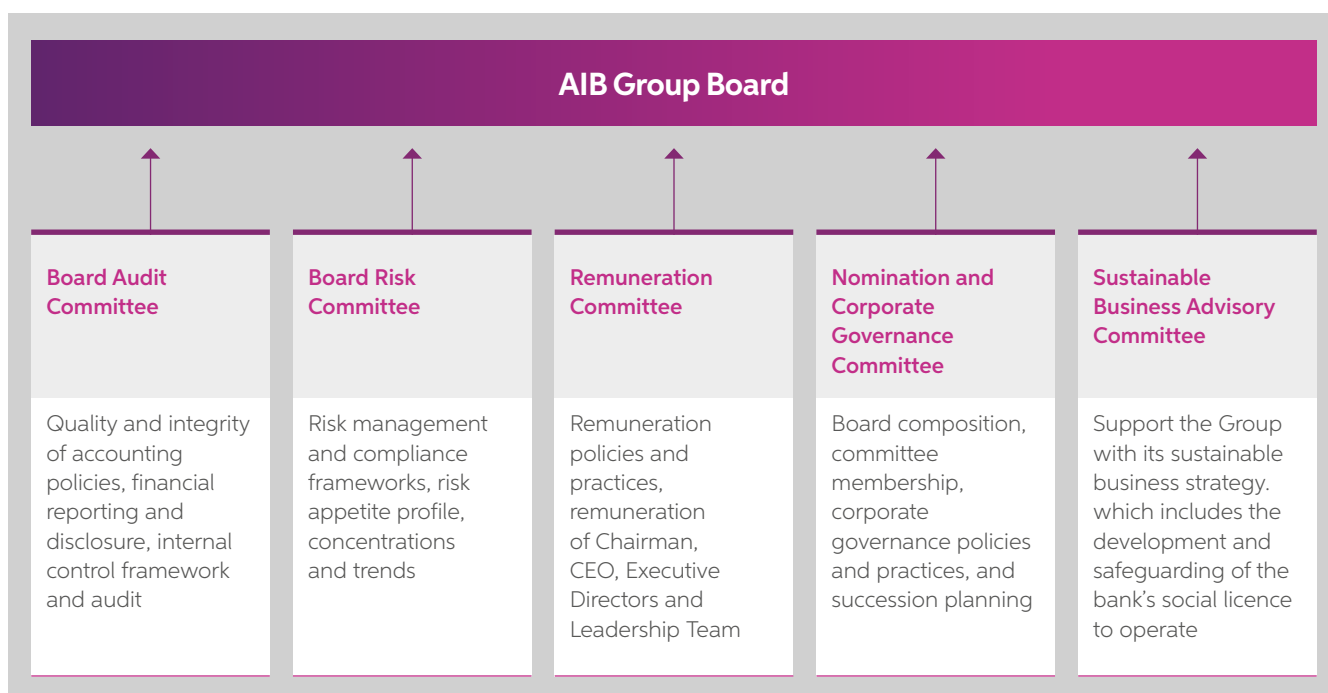 AIB Group Board
Board Audit
Committee
Quality and integrity
of accounting
policies, financial
reporting and
disclosure, internal
control framework
and audit
Board Risk
Committee
Risk management
and compliance
frameworks, risk
appetite profile,
concentrations
and trends
Remuneration
Committee
Remuneration
policies and
practices,
remuneration
of Chairman,
CEO, Executive
Directors and
Leadership Team
Nomination and
Corporate
Governance
Committee
Board composition,
committee
membership,
corporate
governance policies
and practices, and
succession planning
Sustainable
Business Advisory
Committee
Support the Group
with its sustainable
business strategy.
which includes the
development and
safeguarding of the
bank’s social licence
to operate